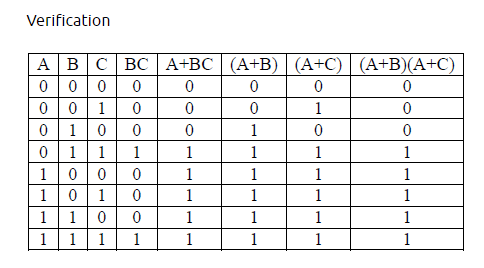 Verification
A B C BC A+BC (A+B) (A+C) (A+B)(A+C)
0 0 0 0 0 0 0 0
0 0 1 0 0 0 1 0
0 1 0 0 0 1 0 0
0 1 1 1 1 1 1 1
1 0 0 0 1 1 1 1
1 0 1 0 1 1 1 1
1 1 0 0 1 1 1 1
1 1 1 1 1 1 1 1